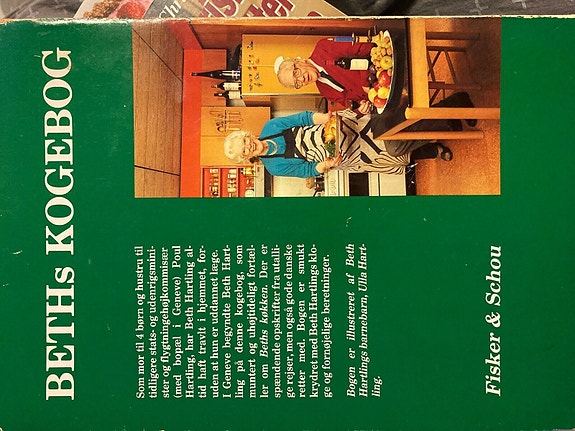 BETHs KOGEBOG
Som mor til 4 børn og hustru til
tidligere stats- og udenrigsmini-
ster og flygtningehøjkommisær
(med bopæl i Geneve) Poul
Hartling, har Beth Hartling al-
tid haft travlt i hjemmet, for-
uden at hun er uddannet læge.
I Geneve begyndte Beth Hart-
ling på denne kogebog, som
muntert og uhøjtideligt fortæl-
ler om Beths køkken. Der er
spændende opskrifter fra utalli-
ge rejser, men også gode danske
retter med. Bogen er smukt
krydret med Beth Hartlings klo-
ge og fornøjelige beretninger.
Bogen er illustreret af Beth
Hartlings barnebarn, Ulla Hart-
ling.
Fisker & Schou